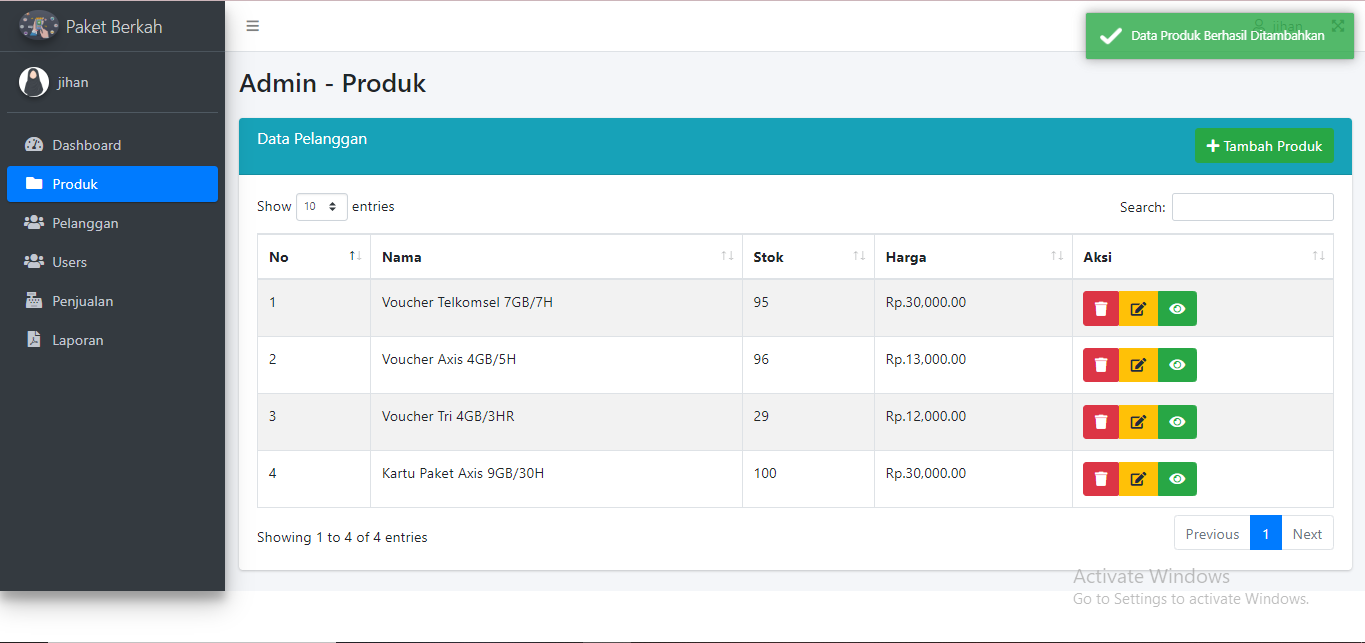 Paket Berkah
jihan
Data Produk Berhasil Ditambahkan
jihan
Admin - Produk
Dashboard
Produk
Pelanggan
Users
Penjualan
Laporan
Data Pelanggan
Tambah Produk
Show 10 entries
Search:
No Nama Stok Harga Aksi
1 Voucher Telkomsel 7GB/7H 95 Rp.30,000.00
2 Voucher Axis 4GB/5H 96 Rp.13,000.00
3 Voucher Tri 4GB/3HR 29 Rp.12,000.00
4 Kartu Paket Axis 9GB/30H 100 Rp.30,000.00
Showing 1 to 4 of 4 entries
Previous 1 Next
Activate Windows
Go to Settings to activate Windows.